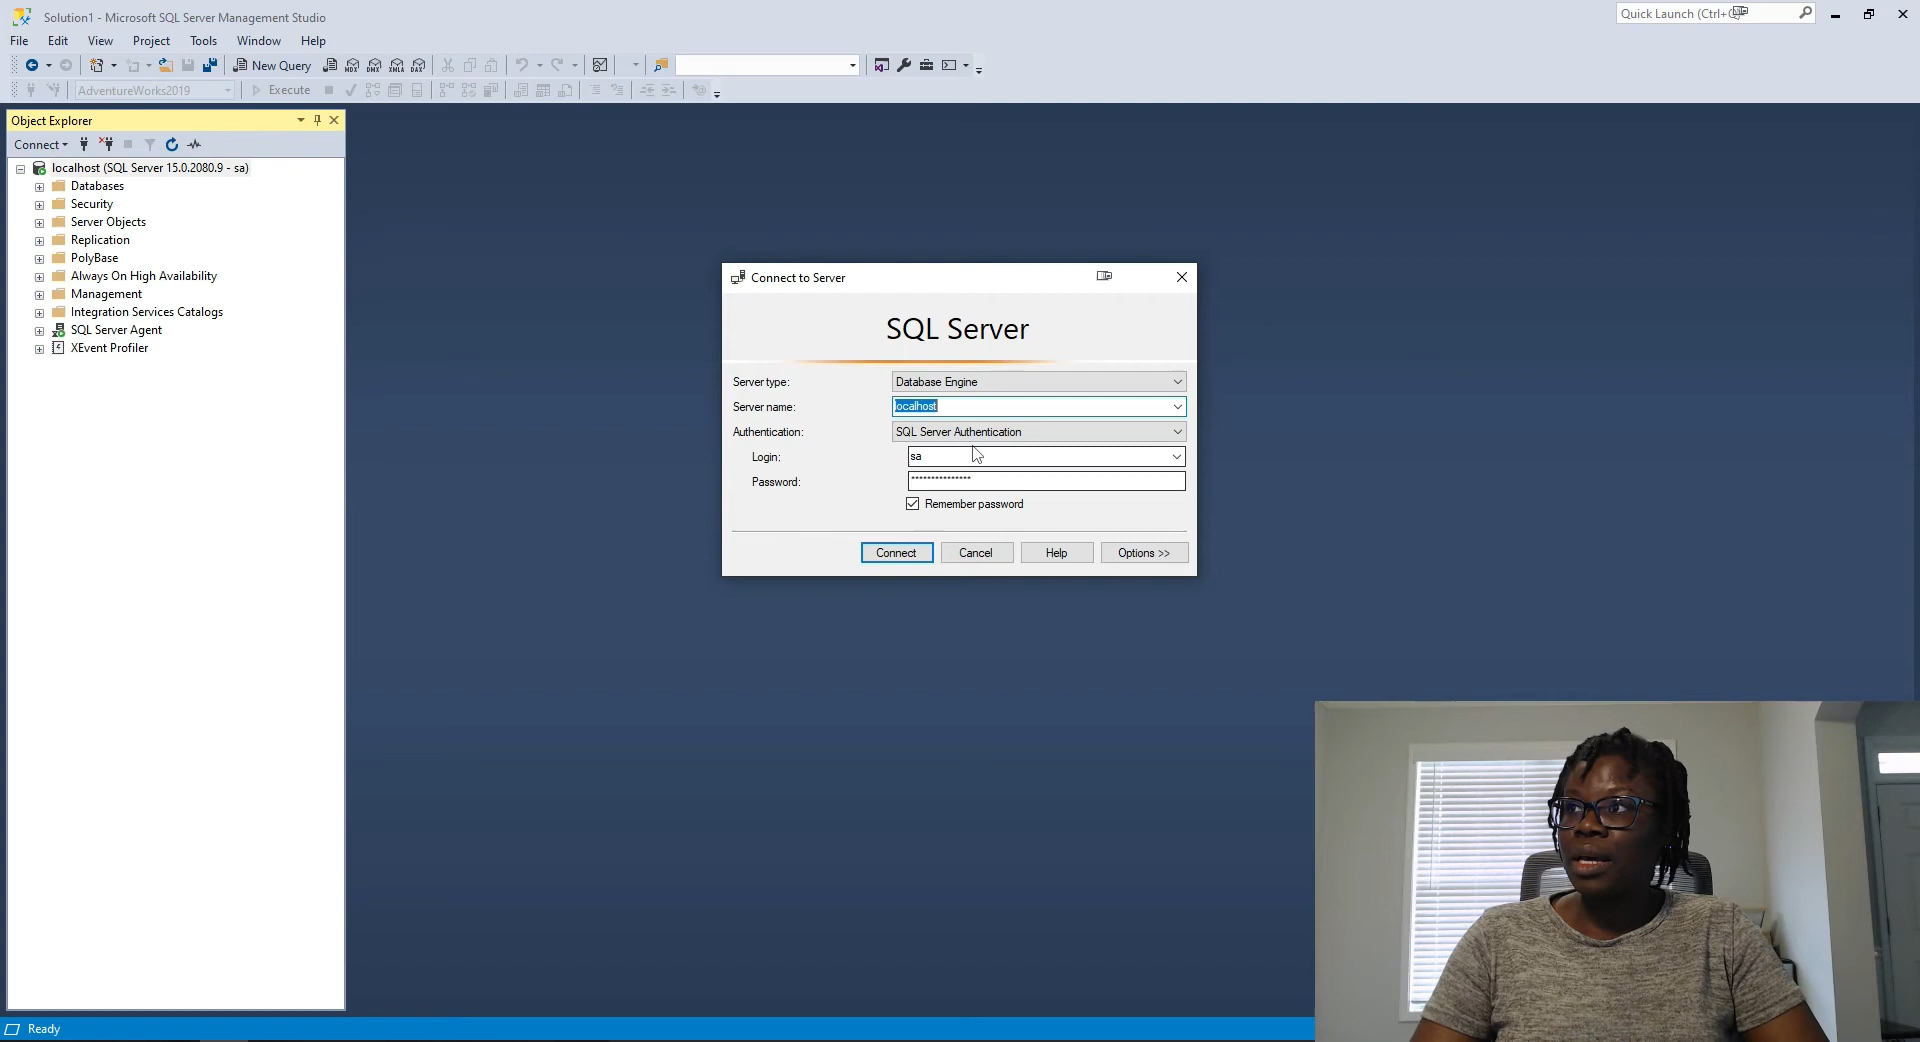 Solution1 - Microsoft SQL Server Management Studio
Quick Launch (Ctrl+Q)
File Edit View Project Tools Window Help
New Query
MDX DMX XMLA DAX
AdventureWorks2019 Execute
Object Explorer
Connect
localhost (SQL Server 15.0.2080.9 - sa)
Databases
Security
Server Objects
Replication
PolyBase
Always On High Availability
Management
Integration Services Catalogs
SQL Server Agent
XEvent Profiler
Connect to Server
SQL Server
Server type: Database Engine
Server name: localhost
Authentication: SQL Server Authentication
Login: sa
Password: ***************
Remember password
Connect Cancel Help Options >>
Ready